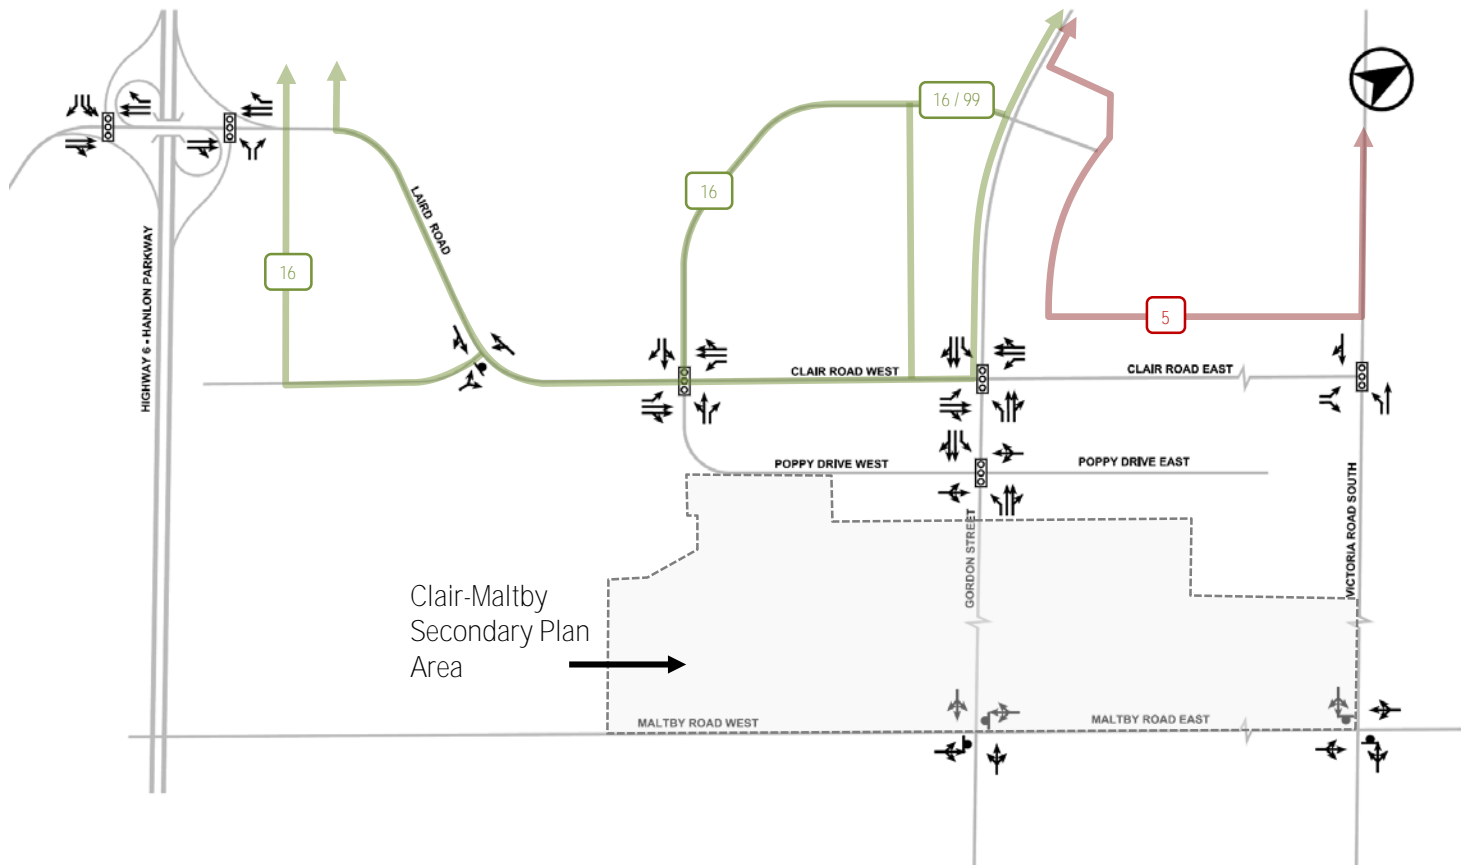 16 / 99
LAIRD ROAD
16
HIGHWAY 6 - HANLON PARKWAY
16
5
CLAIR ROAD WEST
CLAIR ROAD EAST
POPPY DRIVE WEST
POPPY DRIVE EAST
GORDON STREET
VICTORIA ROAD SOUTH
Clair-Maltby
Secondary Plan
Area
MALTBY ROAD WEST
MALTBY ROAD EAST